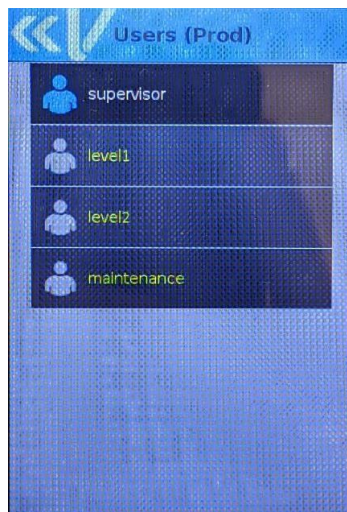 Users (Prod)
supervisor
level1
level2
maintenance